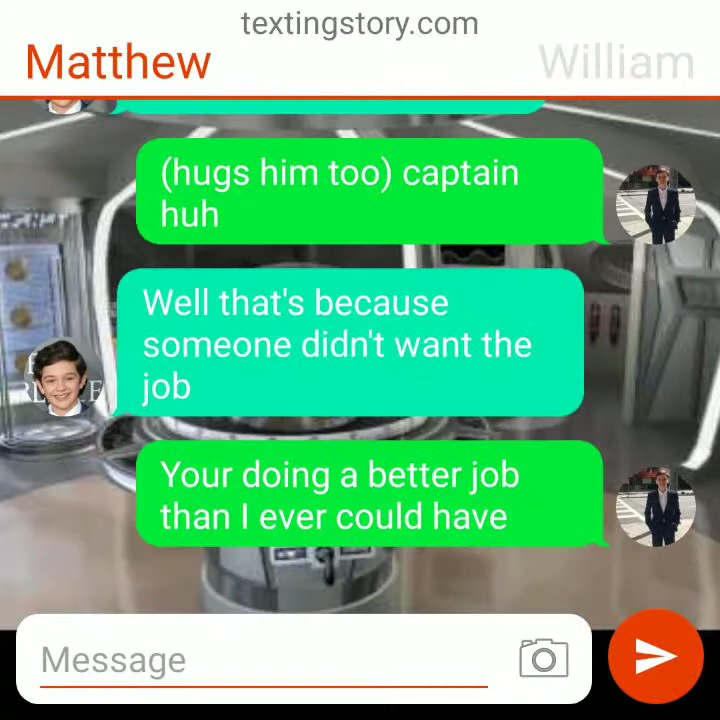 textingstory.com
Matthew
William
(hugs him too) captain
huh
Well that's because
someone didn't want the
job
Your doing a better job
than I ever could have
Message